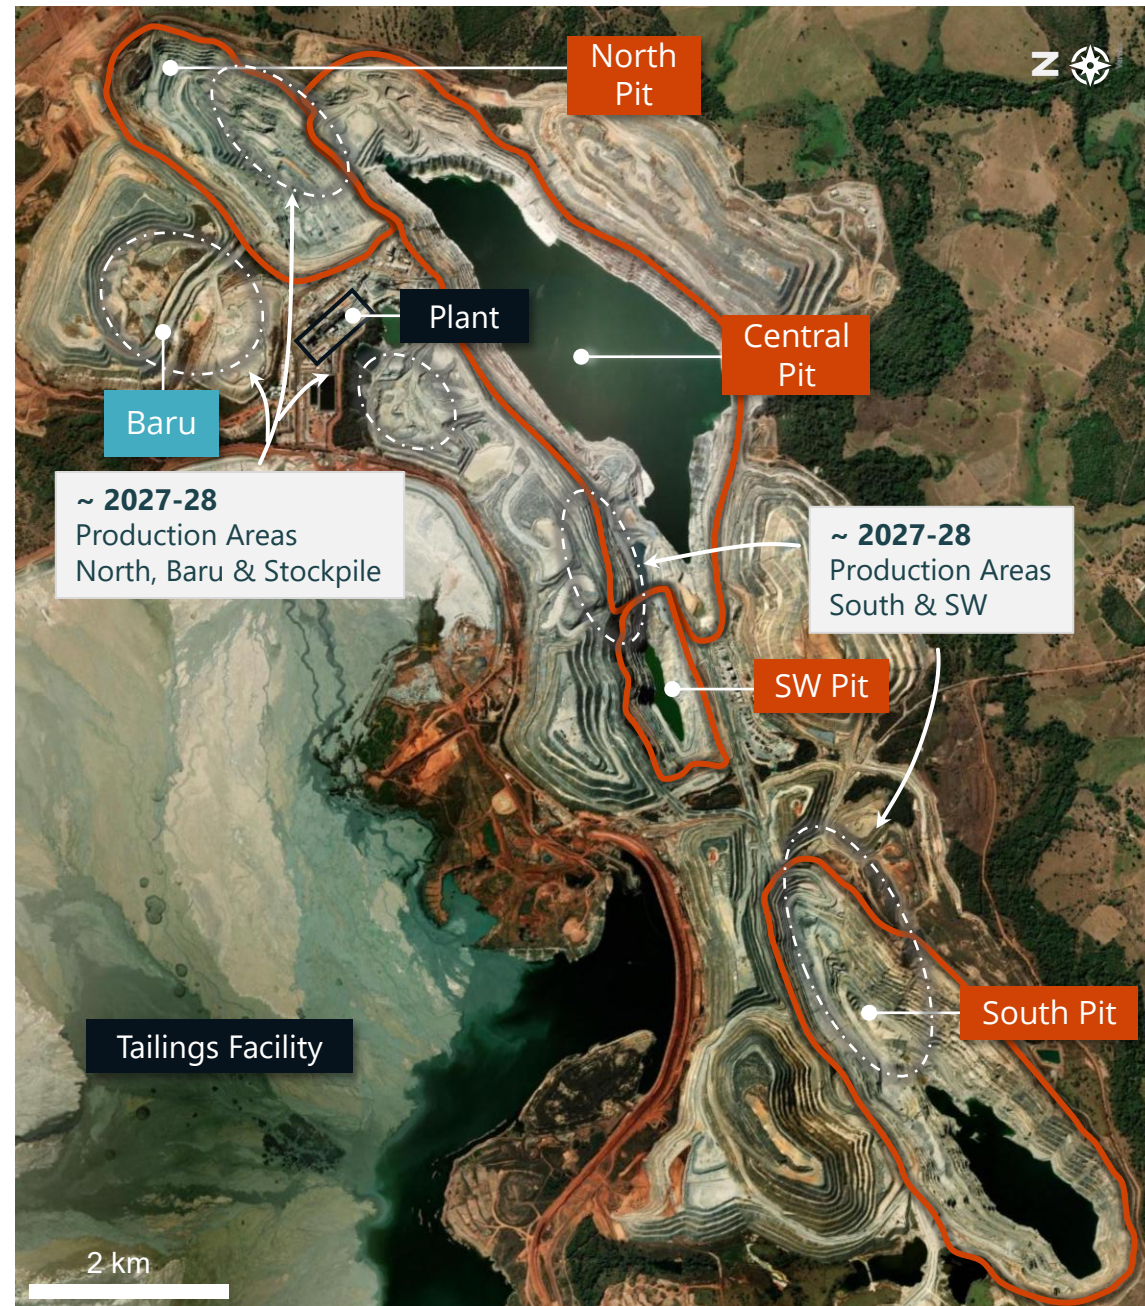 North
Pit
N
Plant
Central
Pit
Baru
~ 2027-28
Production Areas
North, Baru & Stockpile
~ 2027-28
Production Areas
South & SW
SW Pit
South Pit
Tailings Facility
2 km